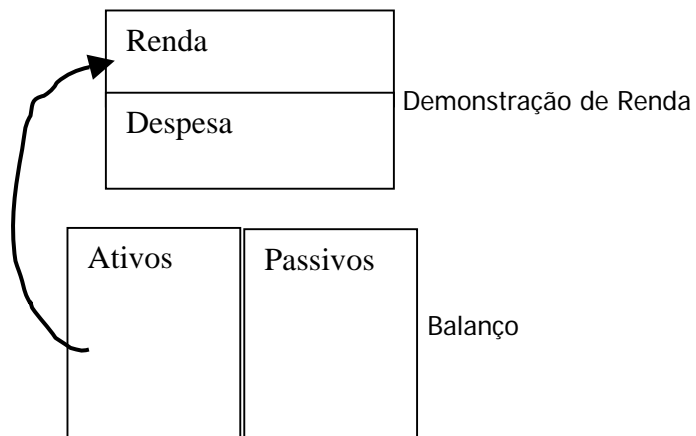 Renda
Demonstração de Renda
Despesa
Ativos
Passivos
Balanço